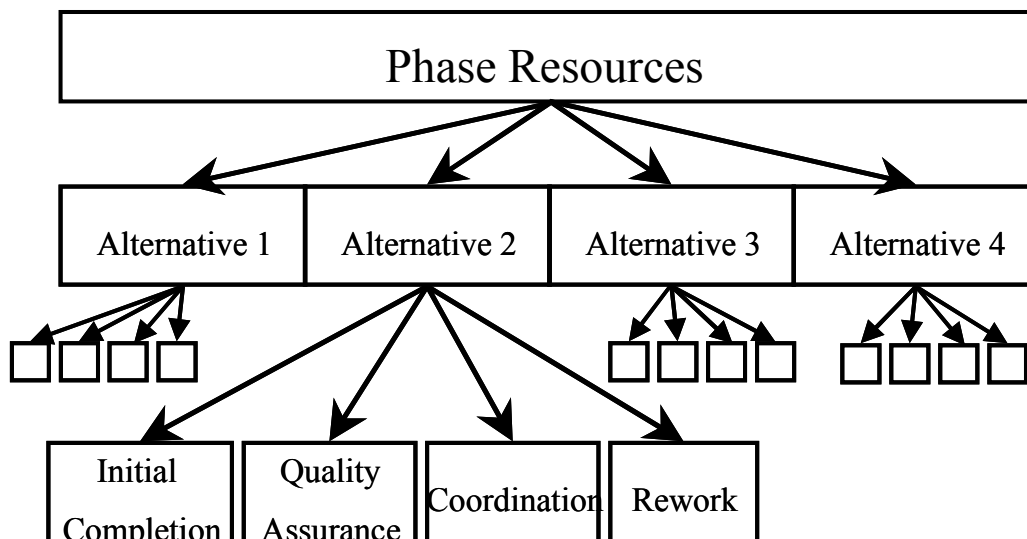 Phase Resources
Alternative 1
Alternative 2
Alternative 3
Alternative 4
Initial
Completion
Quality
Assurance
Coordination
Rework